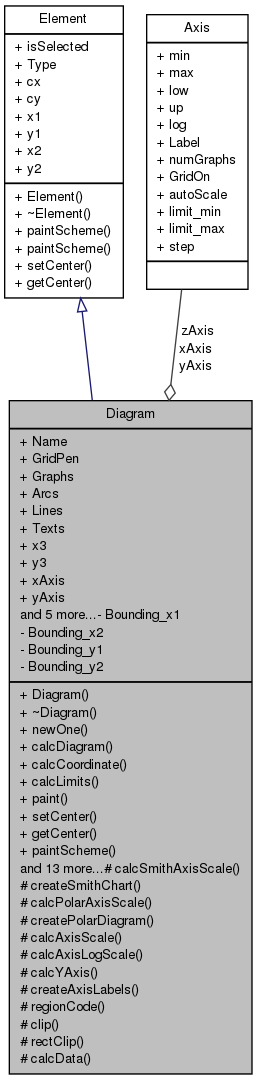 Element
+ isSelected
+ Type
+ cx
+ cy
+ x1
+ y1
+ x2
+ y2
+ Element()
+ ~Element()
+ paintScheme()
+ paintScheme()
+ setCenter()
+ getCenter()
Axis
+ min
+ max
+ low
+ up
+ log
+ Label
+ numGraphs
+ GridOn
+ autoScale
+ limit_min
+ limit_max
+ step
zAxis
xAxis
yAxis
Diagram
+ Name
+ GridPen
+ Graphs
+ Arcs
+ Lines
+ Texts
+ x3
+ y3
+ xAxis
+ yAxis
and 5 more...- Bounding_x1
- Bounding_x2
- Bounding_y1
- Bounding_y2
+ Diagram()
+ ~Diagram()
+ newOne()
+ calcDiagram()
+ calcCoordinate()
+ calcLimits()
+ paint()
+ setCenter()
+ getCenter()
+ paintScheme()
and 13 more...# calcSmithAxisScale()
# createSmithChart()
# calcPolarAxisScale()
# createPolarDiagram()
# calcAxisScale()
# calcAxisLogScale()
# calcYAxis()
# createAxisLabels()
# regionCode()
# clip()
# rectClip()
# calcData()